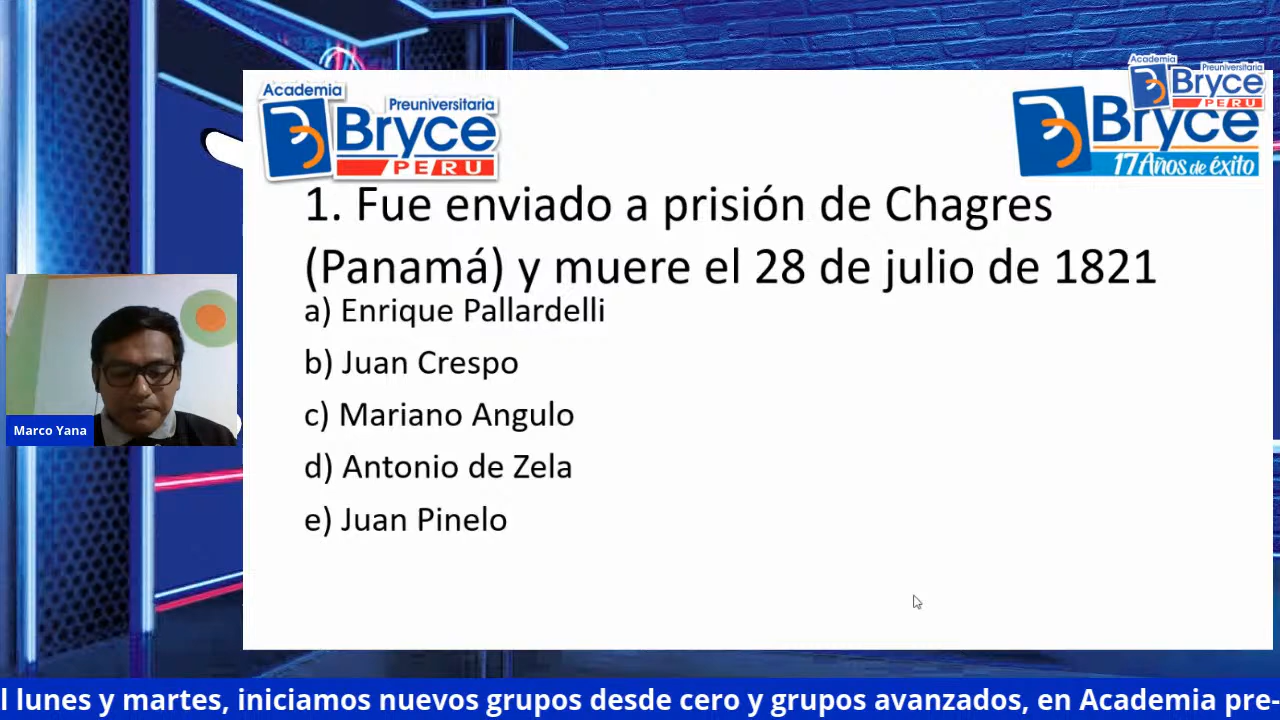 Academia
Preuniversitaria
Bryce
PERU
Academia
Preuniversitaria
Bryce
PERU
Bryce
17 Años de éxito
1. Fue enviado a prisión de Chagres
(Panamá) y muere el 28 de julio de 1821
a) Enrique Pallardelli
b) Juan Crespo
c) Mariano Angulo
d) Antonio de Zela
e) Juan Pinelo
Marco Yana
l lunes y martes, iniciamos nuevos grupos desde cero y grupos avanzados, en Academia pre-